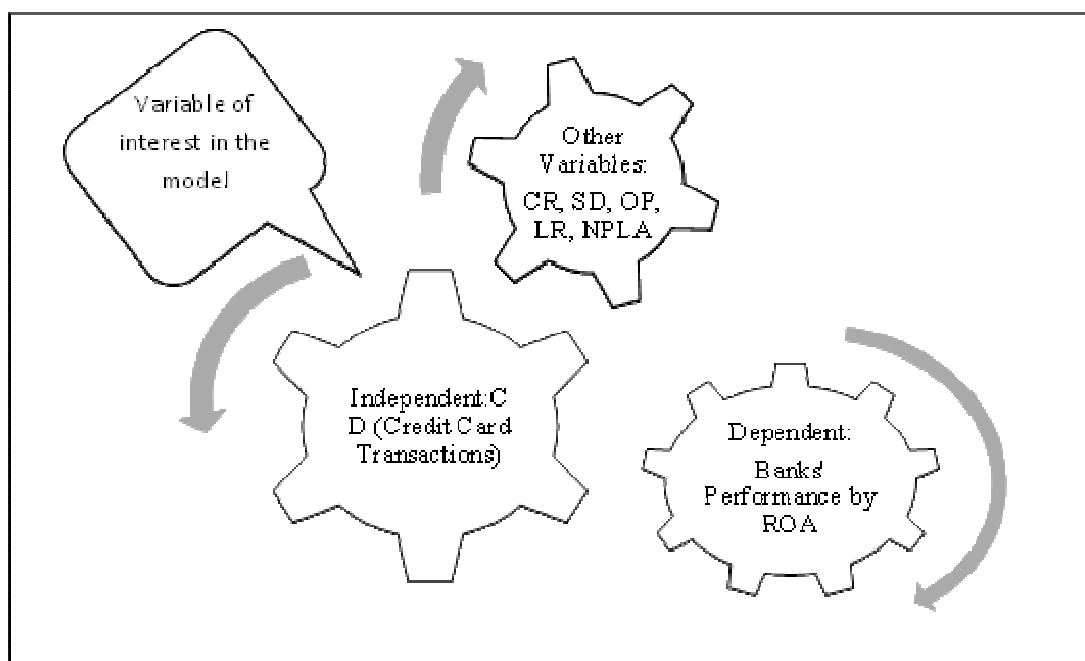 Variable of
interest in the
model
Other
Variables:
CR, SD, OP,
LR, NPLA
Independent:C
D (Credit Card
Transactions)
Dependent:
Banks'
Performance by
ROA